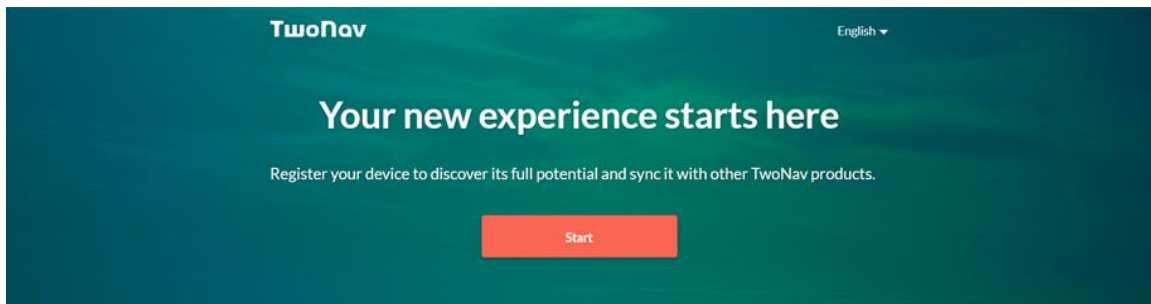 TwoNav
English
Your new experience starts here
Register your device to discover its full potential and sync it with other TwoNav products.
Start